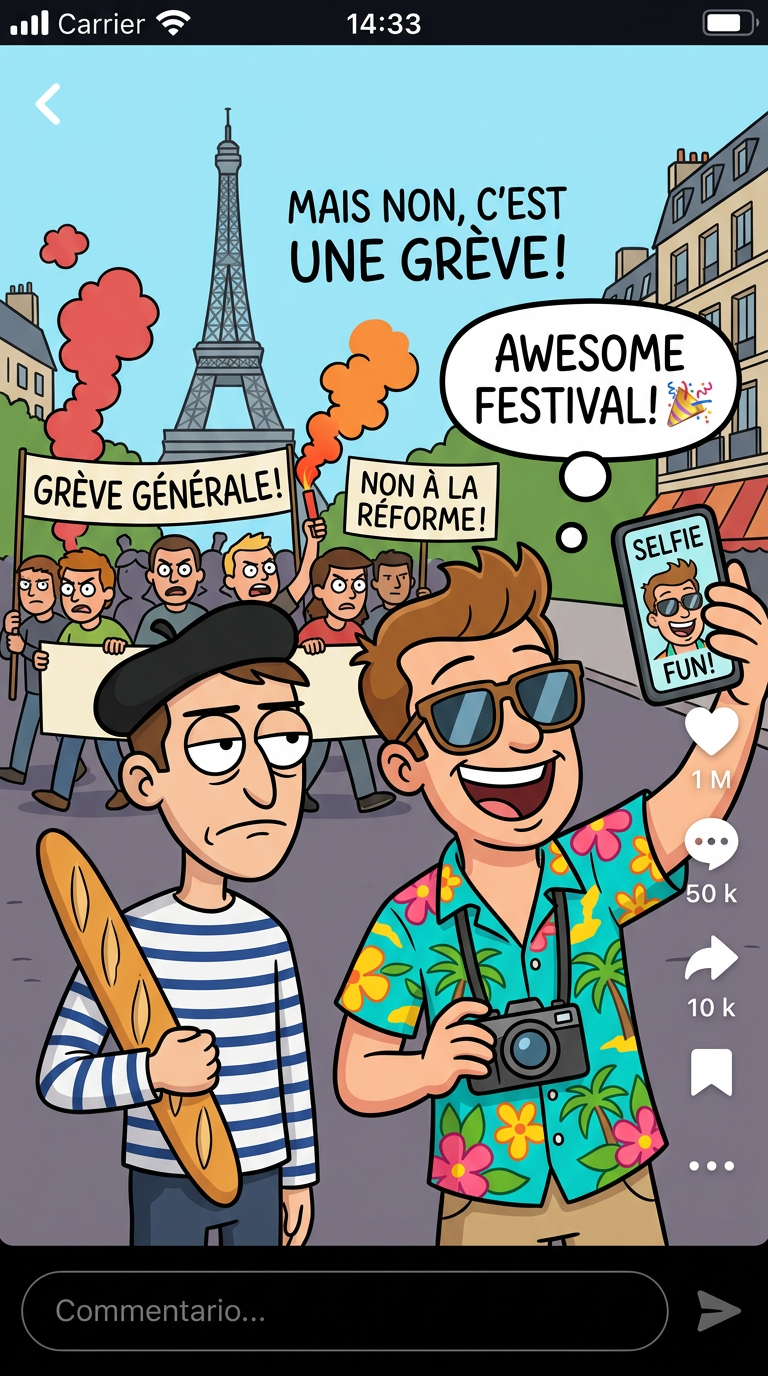 Carrier
14:33
MAIS NON, C'EST
UNE GRÈVE!
AWESOME
FESTIVAL! 🎉
GRÈVE GÉNÉRALE!
NON À LA
RÉFORME!
SELFIE
FUN!
1 M
50 k
10 k
Commentario...